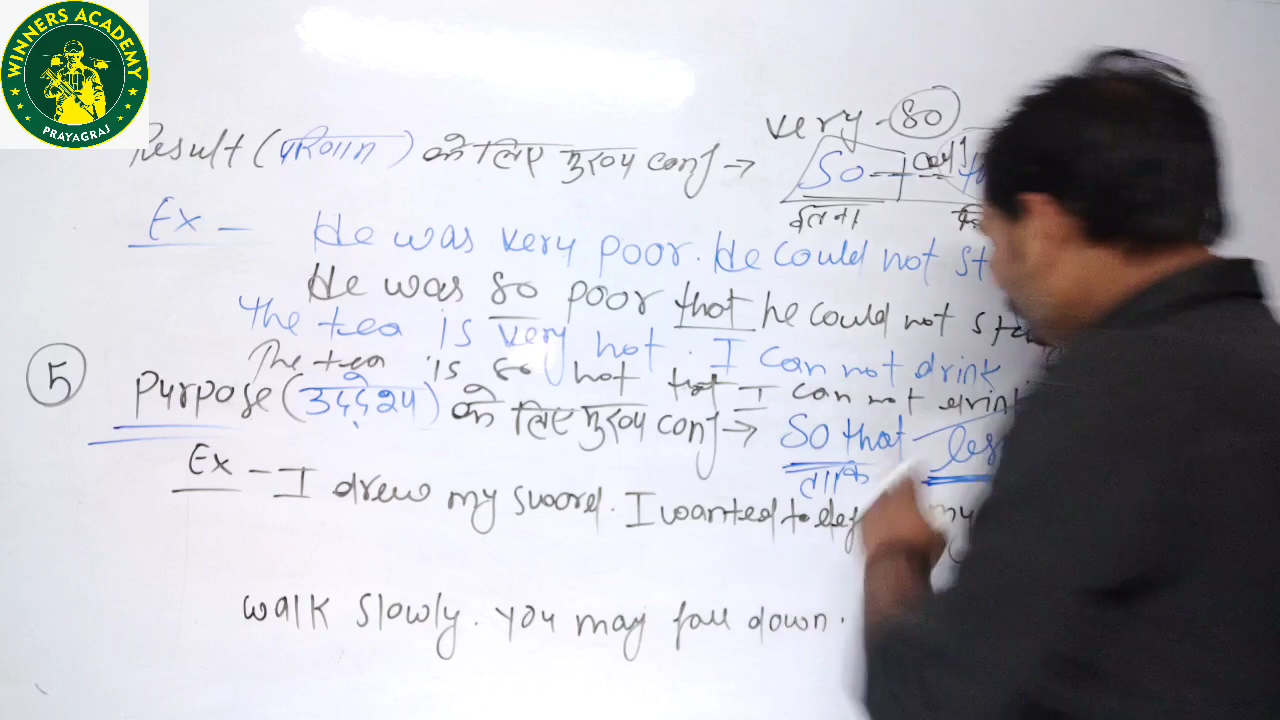 WINNERS ACADEMY
PRAYAGRAJ
very - so
Result (परिणाम) के लिए मुख्य conj → So - - that
इतना
Ex - He was very poor. He could not
He was so poor that he could not
The tea is very hot. I can not drink
The tea is so hot that I can not drink
5 Purpose (उद्देश्य) के लिए मुख्य conj → So that
ताकि
Ex - I drew my sword. I wanted to my
walk slowly. You may fall down.